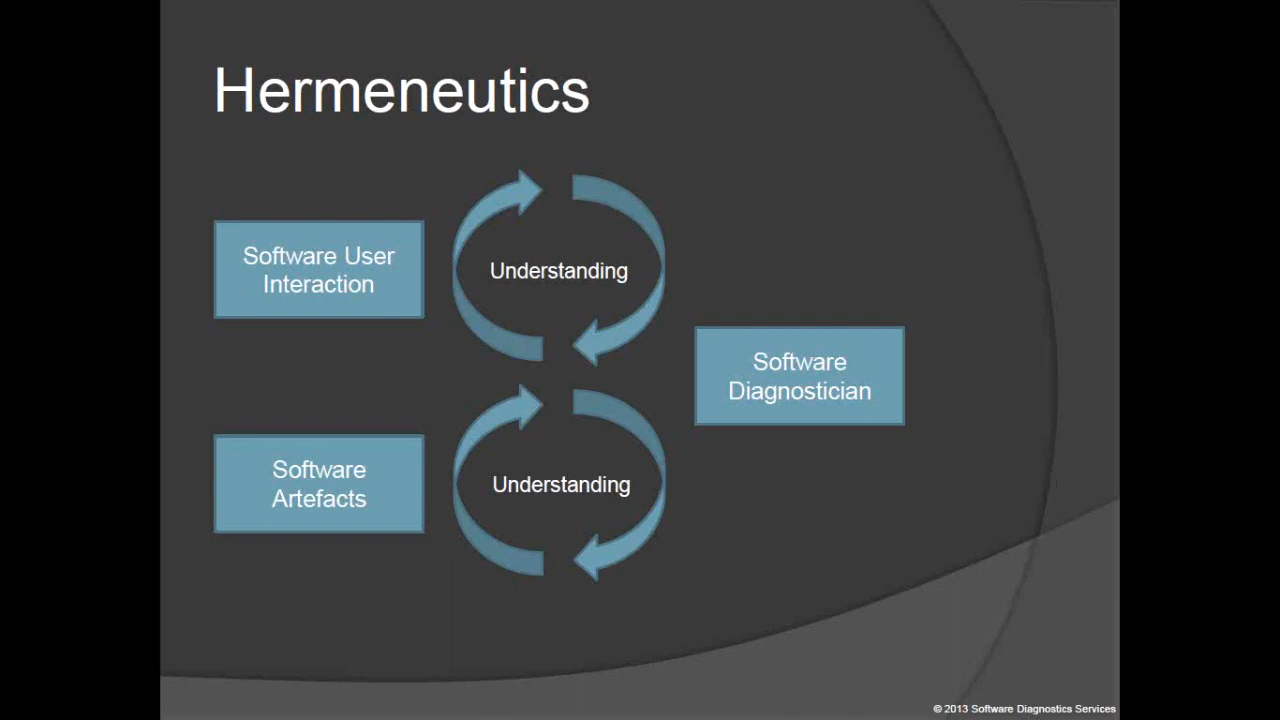 Hermeneutics
Software User
Interaction
Understanding
Software
Diagnostician
Software
Artefacts
Understanding
© 2013 Software Diagnostics Services